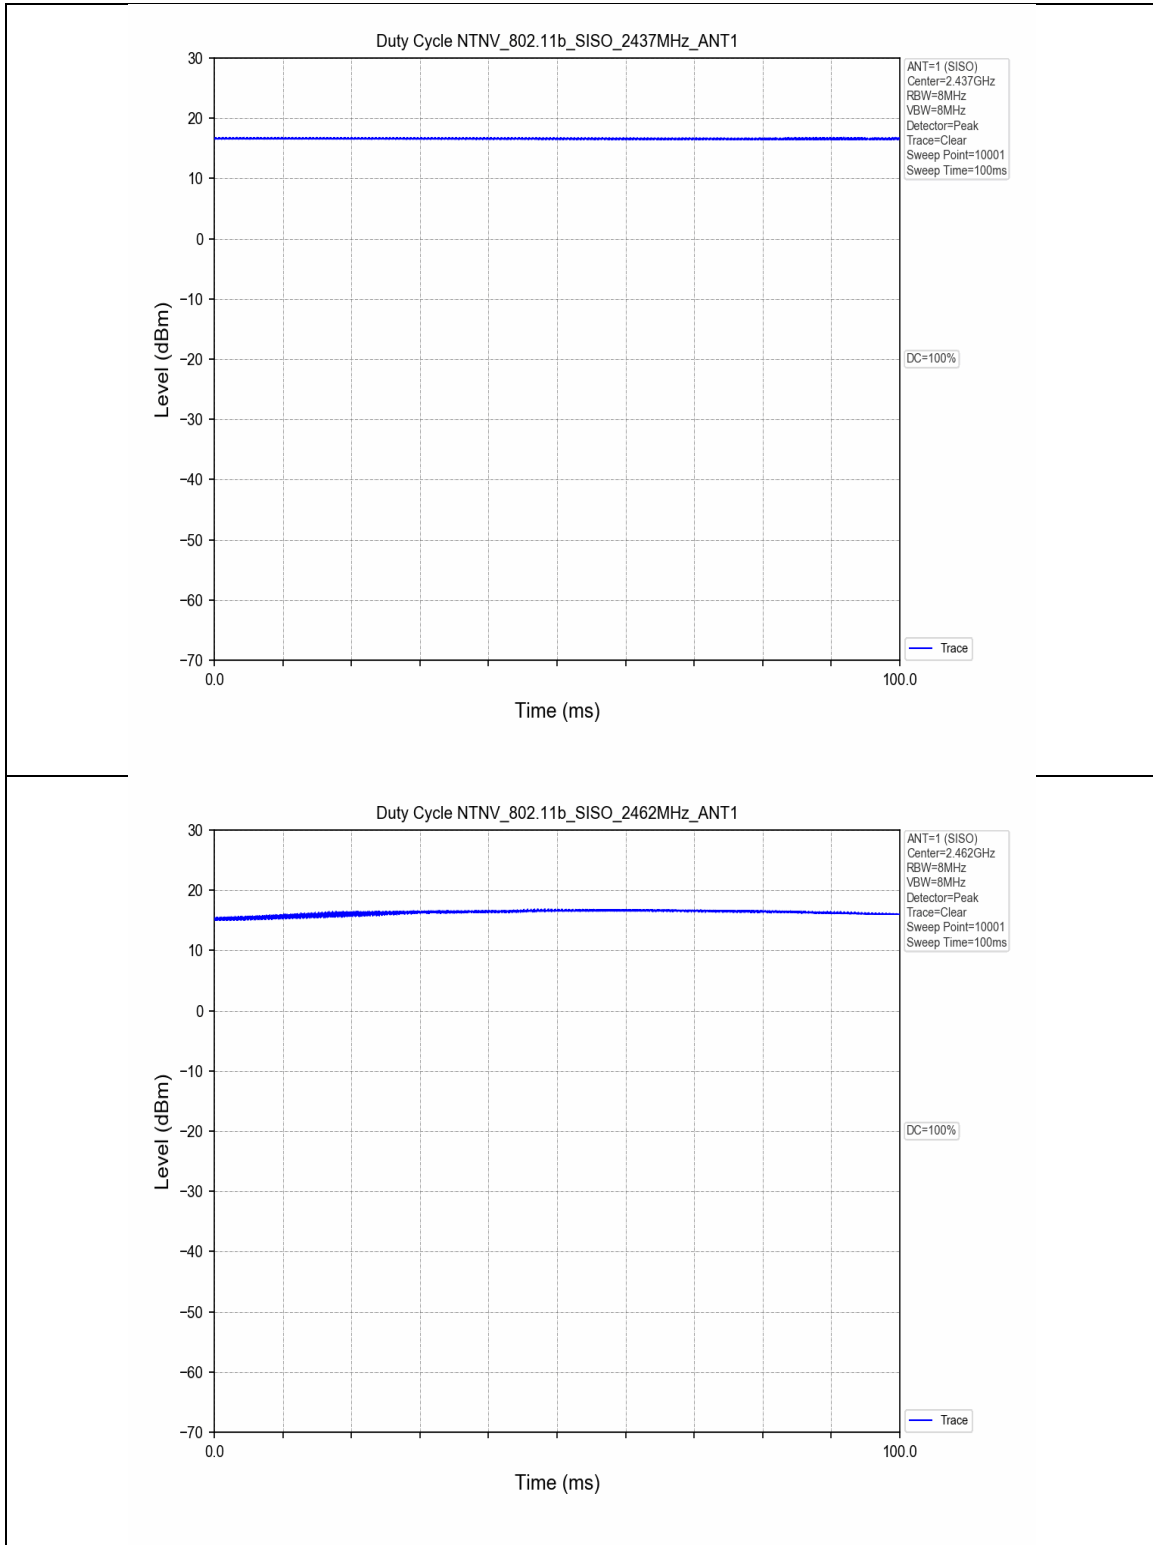 Duty Cycle NTNV_802.11b_SISO_2437MHz_ANT1
30
20
10
0
−10
−20
−30
−40
−50
−60
−70
Level (dBm)
0.0
100.0
Time (ms)
ANT=1 (SISO)
Center=2.437GHz
RBW=8MHz
VBW=8MHz
Detector=Peak
Trace=Clear
Sweep Point=10001
Sweep Time=100ms
DC=100%
Trace
Duty Cycle NTNV_802.11b_SISO_2462MHz_ANT1
30
20
10
0
−10
−20
−30
−40
−50
−60
−70
Level (dBm)
0.0
100.0
Time (ms)
ANT=1 (SISO)
Center=2.462GHz
RBW=8MHz
VBW=8MHz
Detector=Peak
Trace=Clear
Sweep Point=10001
Sweep Time=100ms
DC=100%
Trace